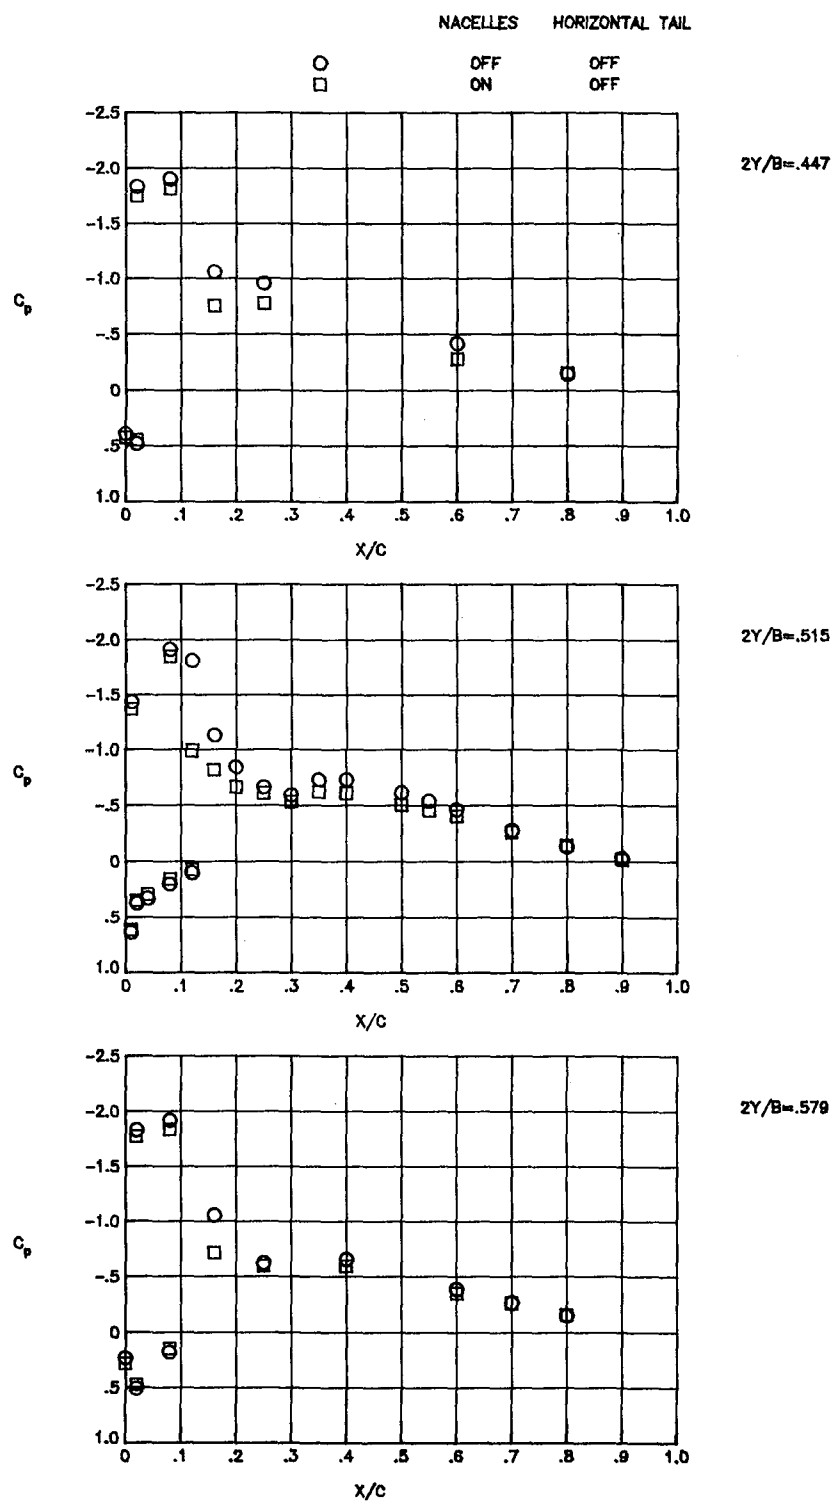 NACELLES HORIZONTAL TAIL
OFF OFF
ON OFF
2Y/B=.447
-2.5
-2.0
-1.5
-1.0
-.5
0
.5
1.0
Cp
0 .1 .2 .3 .4 .5 .6 .7 .8 .9 1.0
X/C
2Y/B=.515
-2.5
-2.0
-1.5
-1.0
-.5
0
.5
1.0
Cp
0 .1 .2 .3 .4 .5 .6 .7 .8 .9 1.0
X/C
2Y/B=.579
-2.5
-2.0
-1.5
-1.0
-.5
0
.5
1.0
Cp
0 .1 .2 .3 .4 .5 .6 .7 .8 .9 1.0
X/C